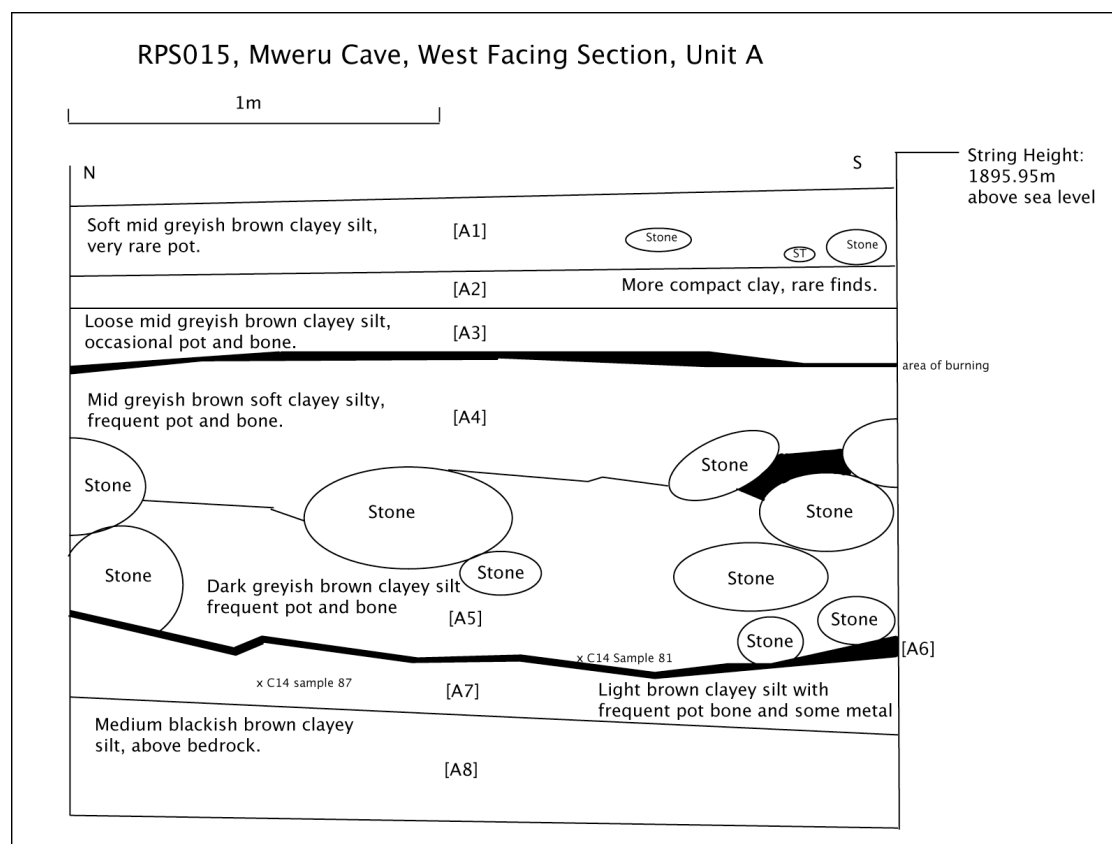 RPS015, Mweru Cave, West Facing Section, Unit A
1m
N
S
String Height:
1895.95m
above sea level
Soft mid greyish brown clayey silt,
very rare pot.
[A1]
Stone
ST
Stone
[A2]
More compact clay, rare finds.
Loose mid greyish brown clayey silt,
occasional pot and bone.
[A3]
area of burning
Mid greyish brown soft clayey silty,
frequent pot and bone.
[A4]
Stone
Stone
Stone
Stone
Stone
Stone
Stone
Dark greyish brown clayey silt
frequent pot and bone
[A5]
Stone
Stone
[A6]
x C14 Sample 81
x C14 sample 87
[A7]
Light brown clayey silt with
frequent pot bone and some metal
Medium blackish brown clayey
silt, above bedrock.
[A8]